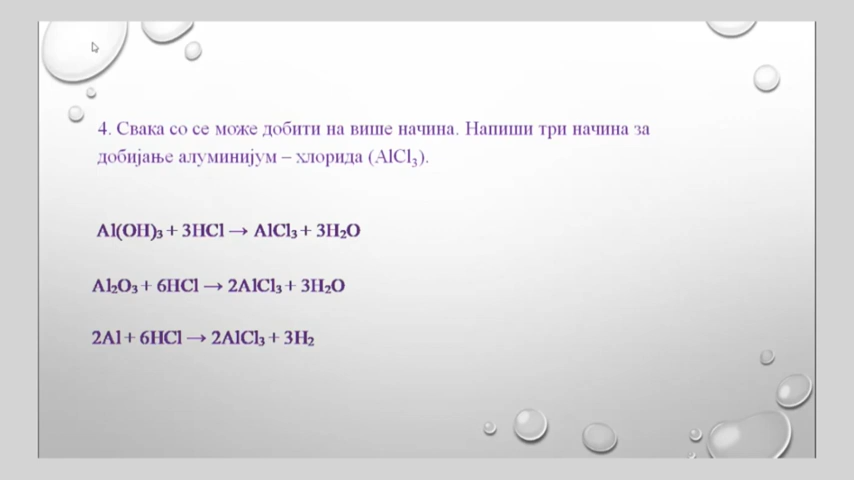 4. Свака со се може добити на више начина. Напиши три начина за
добијање алуминијум – хлорида (AlCl₃).
Al(OH)₃ + 3HCl → AlCl₃ + 3H₂O
Al₂O₃ + 6HCl → 2AlCl₃ + 3H₂O
2Al + 6HCl → 2AlCl₃ + 3H₂